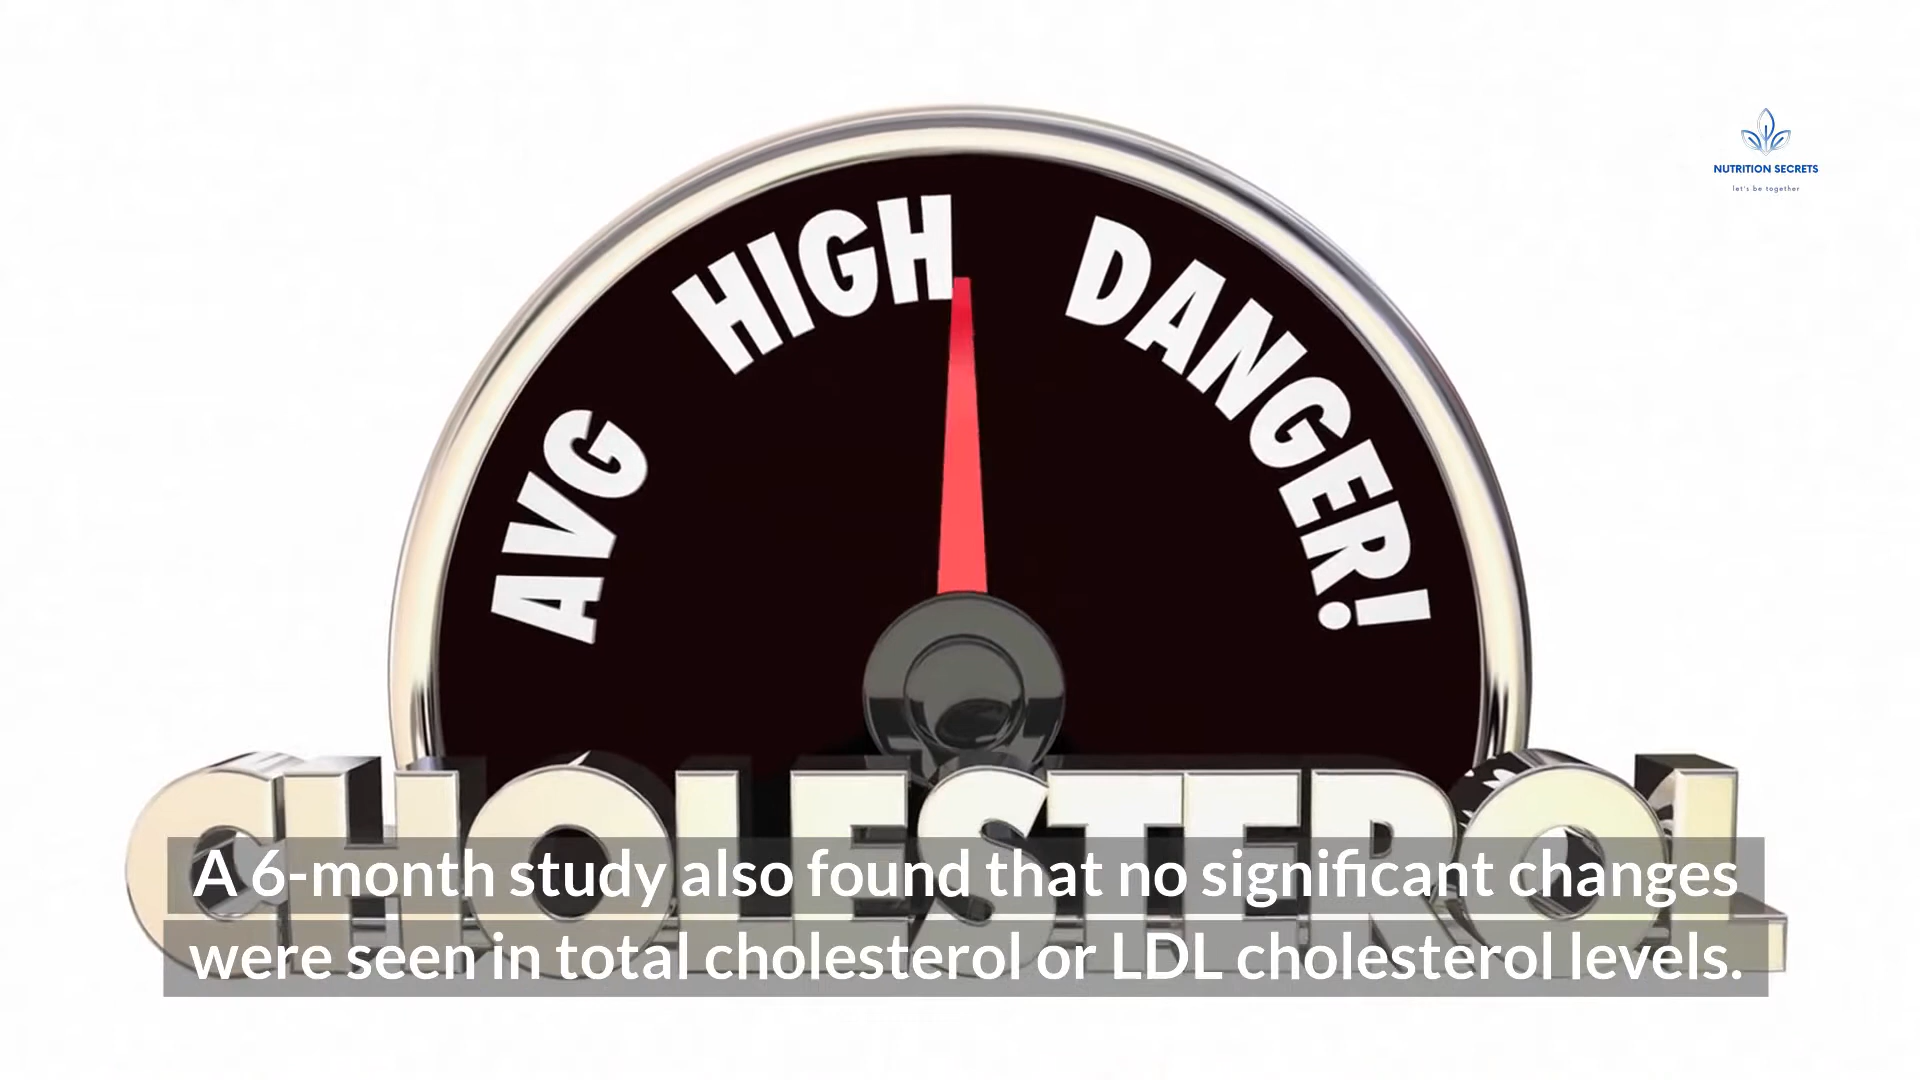 NUTRITION SECRETS
let's be together
AVG HIGH DANGER!
CHOLESTEROL
A 6-month study also found that no significant changes
were seen in total cholesterol or LDL cholesterol levels.